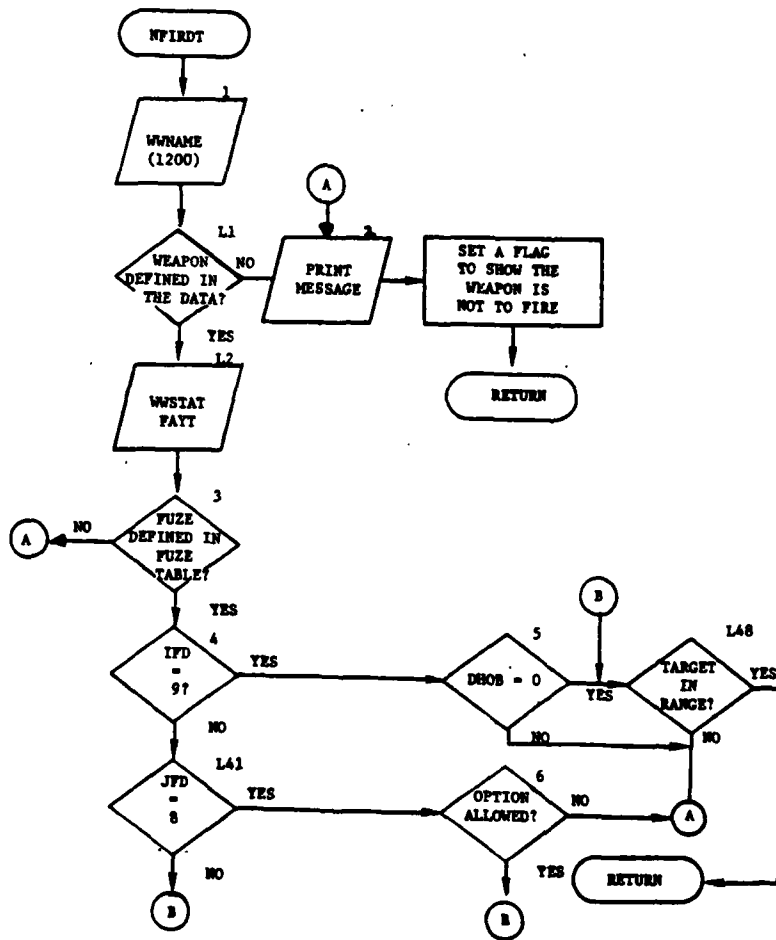 NFIRDT
1
WWNAME
(1200)
A
L1
2
WEAPON
DEFINED IN
THE DATA?
NO
PRINT
MESSAGE
SET A FLAG
TO SHOW THE
WEAPON IS
NOT TO FIRE
YES
L2
RETURN
WWSTAT
FAYT
3
FUZE
DEFINED IN
FUZE
TABLE?
NO
A
YES
B
4
IFD
=
9?
YES
5
DHOB = 0
YES
L48
TARGET
IN
RANGE?
YES
NO
NO
NO
L41
JFD
=
8
YES
6
OPTION
ALLOWED?
NO
A
NO
YES
RETURN
B
B